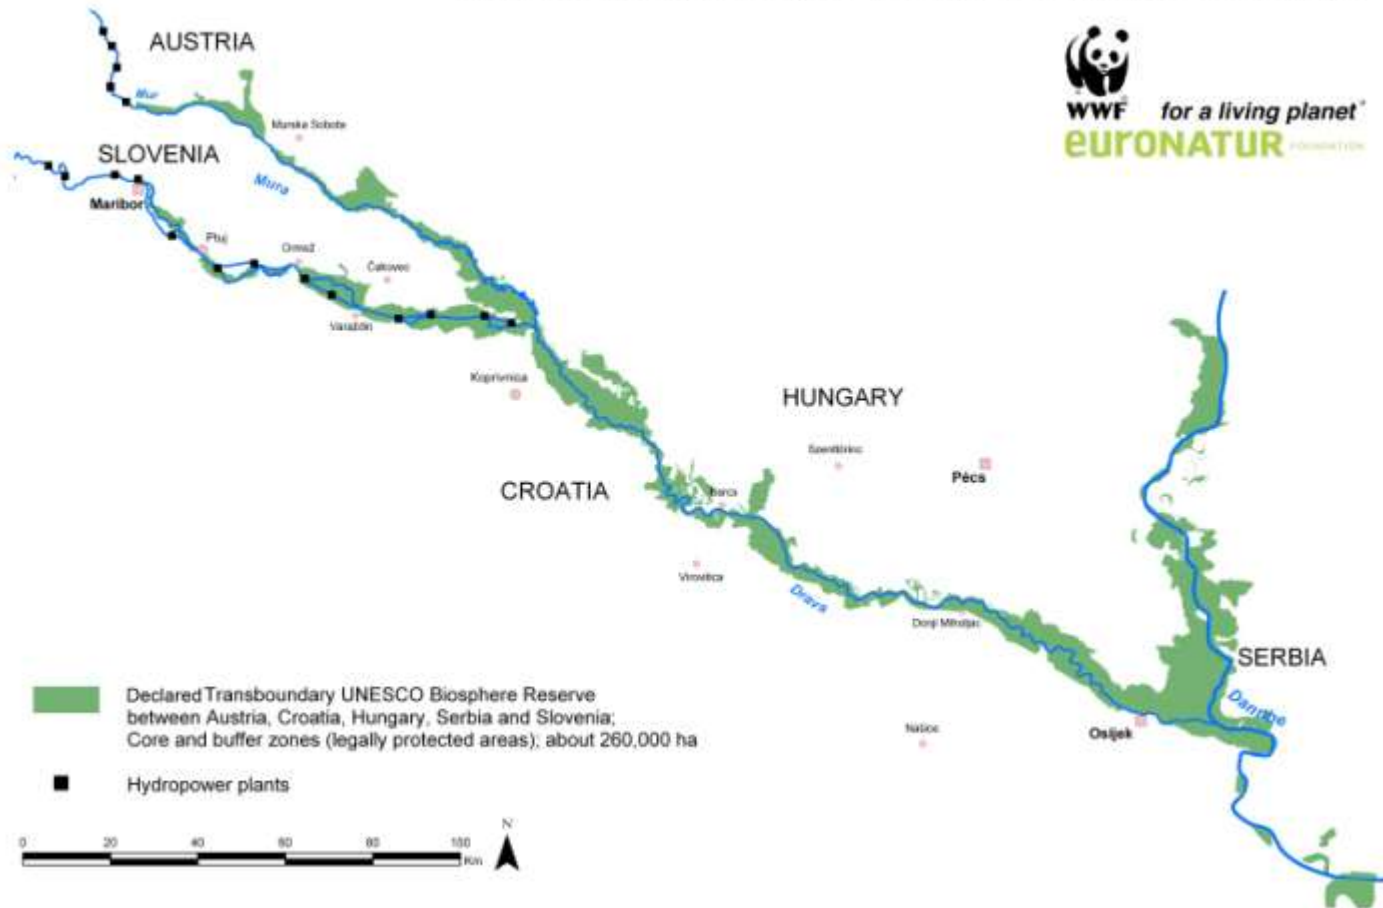 AUSTRIA
WWF
for a living planet®
euroNATUR
FOUNDATION
Mur
Murska Sobota
SLOVENIA
Mura
Maribor
Ptuj
Ormož
Čakovec
Varaždin
Koprivnica
HUNGARY
Pécs
CROATIA
Barcs
Virovitica
Drava
Donji Miholjac
SERBIA
Danube
Osijek
Našice
Declared Transboundary UNESCO Biosphere Reserve
between Austria, Croatia, Hungary, Serbia and Slovenia;
Core and buffer zones (legally protected areas); about 260,000 ha
Hydropower plants
0 20 40 60 80 100
Km
N